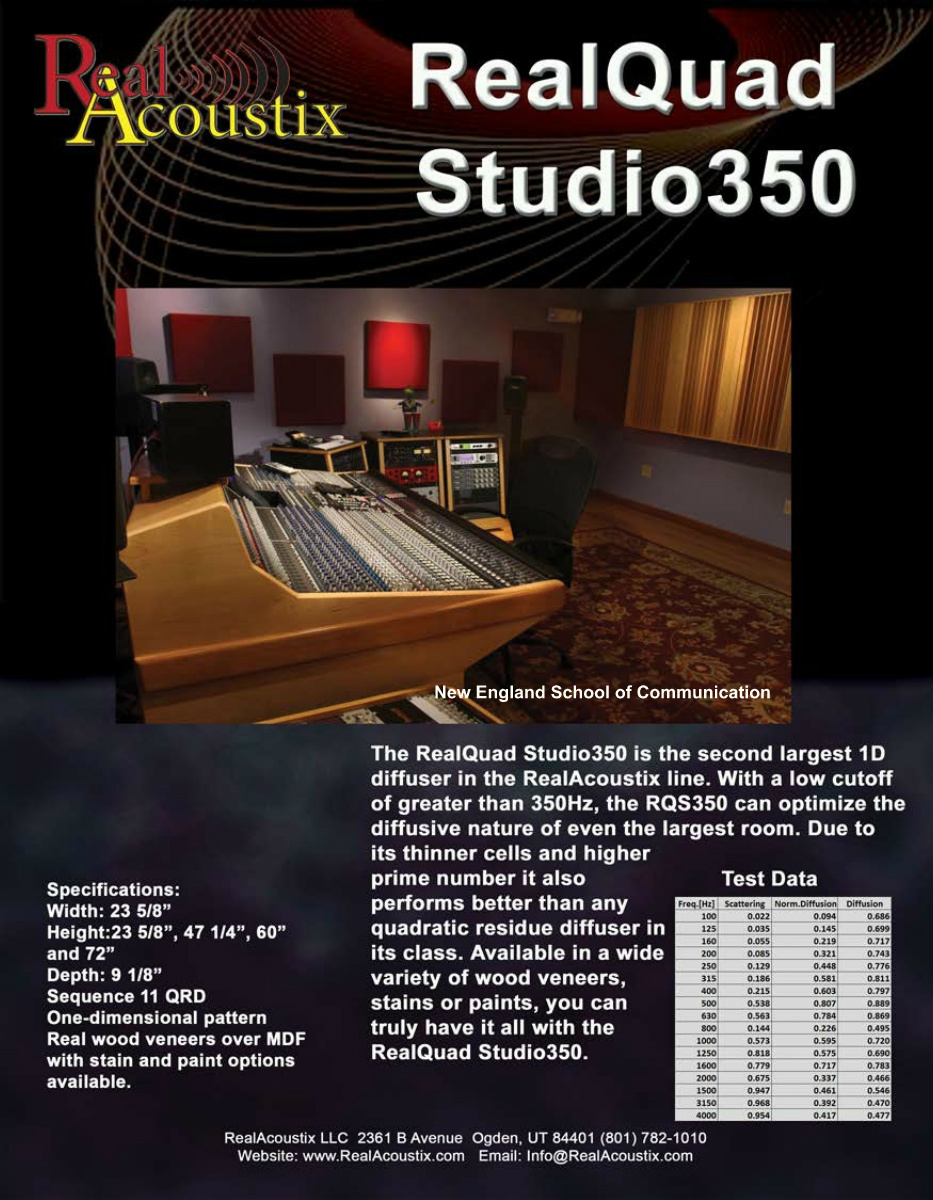 Real
Acoustix
RealQuad
Studio350
New England School of Communication
The RealQuad Studio350 is the second largest 1D
diffuser in the RealAcoustix line. With a low cutoff
of greater than 350Hz, the RQS350 can optimize the
diffusive nature of even the largest room. Due to
its thinner cells and higher
prime number it also
performs better than any
quadratic residue diffuser in
its class. Available in a wide
variety of wood veneers,
stains or paints, you can
truly have it all with the
RealQuad Studio350.
Specifications:
Width: 23 5/8”
Height:23 5/8”, 47 1/4”, 60”
and 72”
Depth: 9 1/8”
Sequence 11 QRD
One-dimensional pattern
Real wood veneers over MDF
with stain and paint options
available.
Test Data
Freq.[Hz] Scattering Norm.Diffusion Diffusion
100 0.022 0.094 0.686
125 0.035 0.145 0.699
160 0.055 0.219 0.717
200 0.085 0.321 0.743
250 0.129 0.448 0.776
315 0.186 0.581 0.811
400 0.215 0.603 0.797
500 0.538 0.807 0.889
630 0.563 0.784 0.869
800 0.144 0.226 0.495
1000 0.573 0.595 0.720
1250 0.818 0.575 0.690
1600 0.779 0.717 0.783
2000 0.675 0.337 0.466
1500 0.947 0.461 0.546
3150 0.968 0.392 0.470
4000 0.954 0.417 0.477
RealAcoustix LLC 2361 B Avenue Ogden, UT 84401 (801) 782-1010
Website: www.RealAcoustix.com Email: Info@RealAcoustix.com